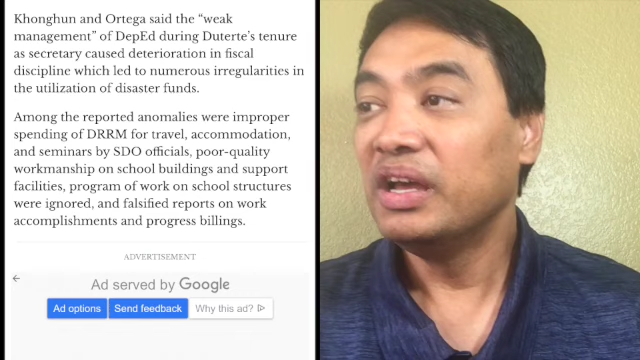 Khonghun and Ortega said the “weak
management” of DepEd during Duterte’s tenure
as secretary caused deterioration in fiscal
discipline which led to numerous irregularities in
the utilization of disaster funds.
Among the reported anomalies were improper
spending of DRRM for travel, accommodation,
and seminars by SDO officials, poor-quality
workmanship on school buildings and support
facilities, program of work on school structures
were ignored, and falsified reports on work
accomplishments and progress billings.
ADVERTISEMENT
Ad served by Google
Ad options Send feedback Why this ad?